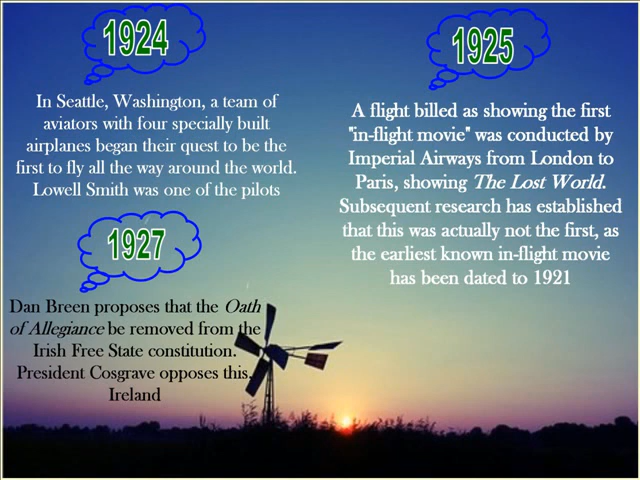 1924
In Seattle, Washington, a team of
aviators with four specially built
airplanes began their quest to be the
first to fly all the way around the world.
Lowell Smith was one of the pilots
1925
A flight billed as showing the first
"in-flight movie" was conducted by
Imperial Airways from London to
Paris, showing The Lost World.
Subsequent research has established
that this was actually not the first, as
the earliest known in-flight movie
has been dated to 1921
1927
Dan Breen proposes that the Oath
of Allegiance be removed from the
Irish Free State constitution.
President Cosgrave opposes this.
Ireland